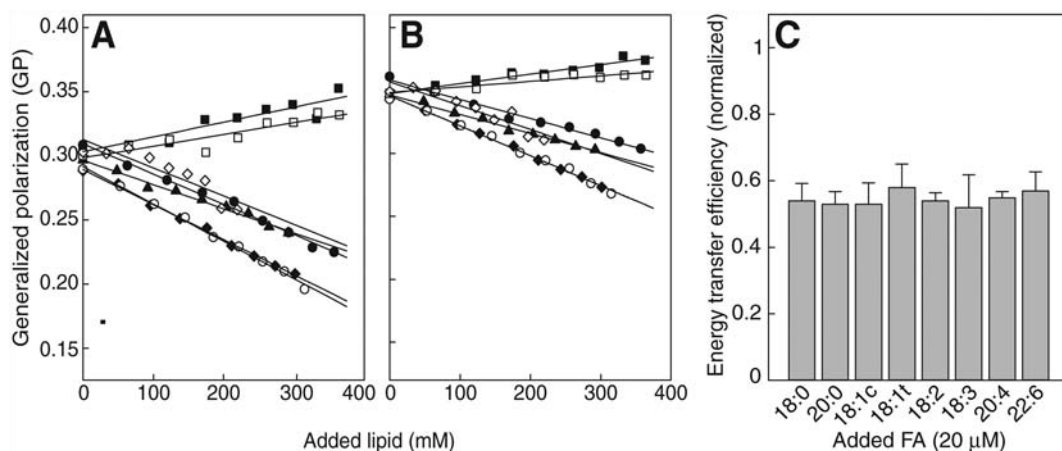 A
B
C
Generalized polarization (GP)
0.40
0.35
0.30
0.25
0.20
0.15
0 100 200 300 400
0 100 200 300 400
Added lipid (mM)
Energy transfer efficiency (normalized)
1
0.8
0.6
0.4
0.2
0
18:0 20:0 18:1c 18:1t 18:2 18:3 20:4 22:6
Added FA (20 μM)